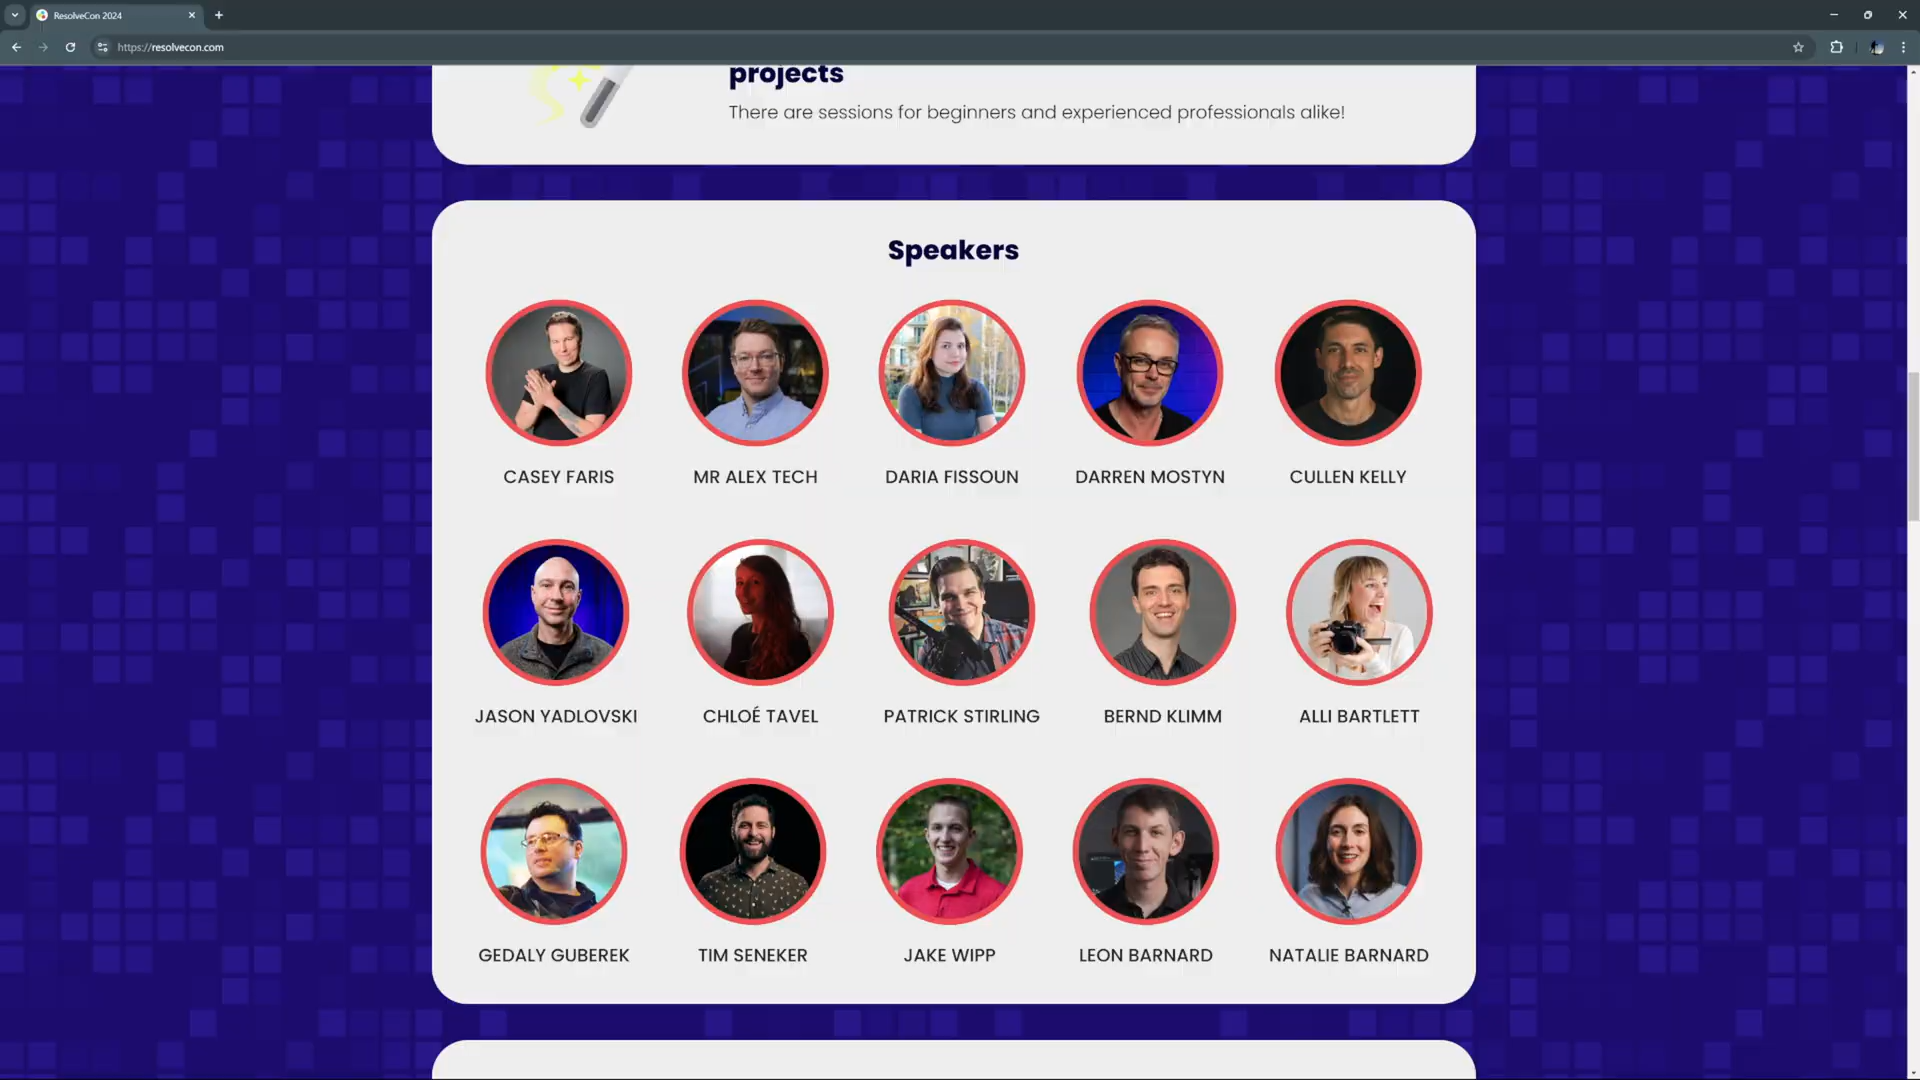 ResolveCon 2024
https://resolvecon.com
projects
There are sessions for beginners and experienced professionals alike!
Speakers
CASEY FARIS
MR ALEX TECH
DARIA FISSOUN
DARREN MOSTYN
CULLEN KELLY
JASON YADLOVSKI
CHLOÉ TAVEL
PATRICK STIRLING
BERND KLIMM
ALLI BARTLETT
GEDALY GUBEREK
TIM SENEKER
JAKE WIPP
LEON BARNARD
NATALIE BARNARD